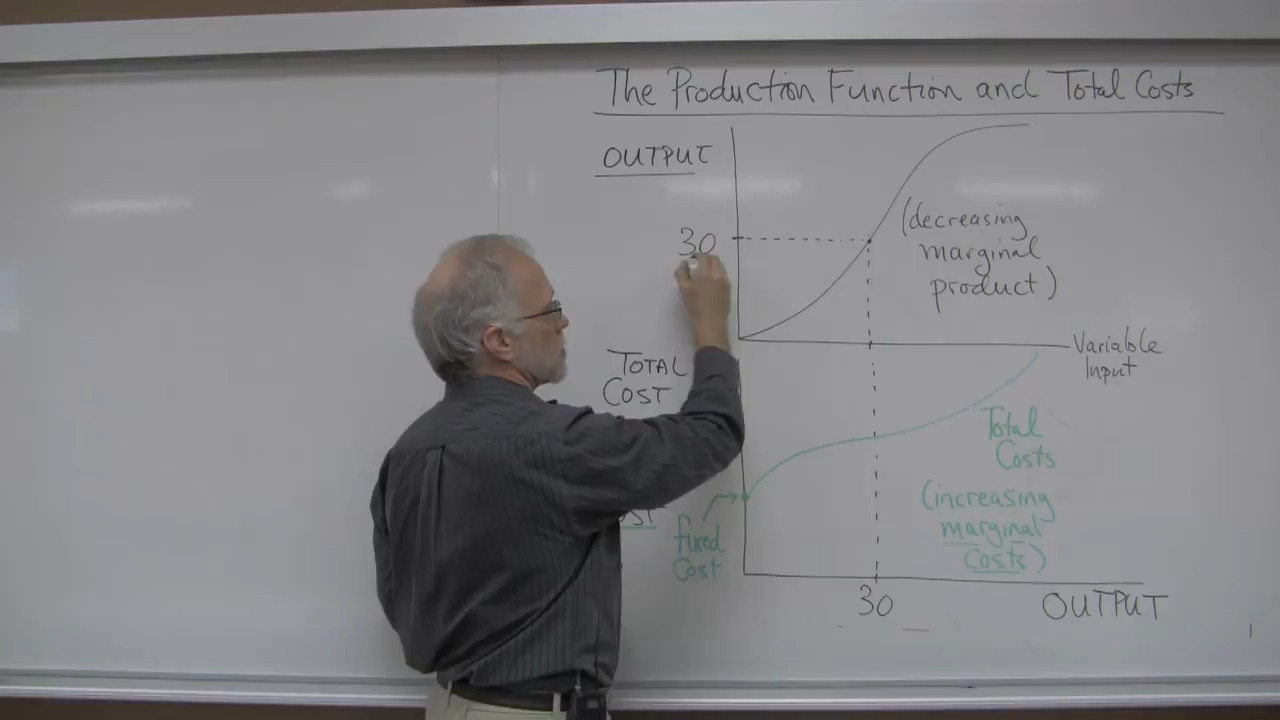 The Production Function and Total Costs
OUTPUT
30
(decreasing
marginal
product)
Variable
Input
TOTAL
COST
Total
Costs
(increasing
marginal
Costs)
fixed
Cost
30
OUTPUT